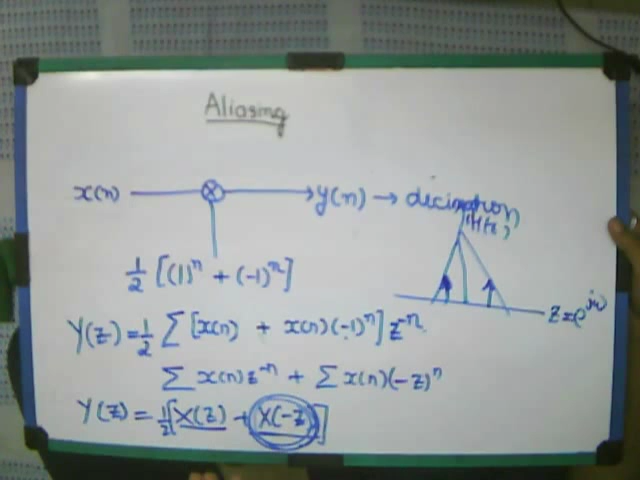 Aliasing
x(n) ⊗ → y(n) → decimation
H(z)
1/2 [(1)^n + (-1)^n]
z = e^{jω}
Y(z) = 1/2 Σ [x(n) + x(n)(-1)^n] z^{-n}
Σ x(n) z^{-n} + Σ x(n)(-z)^n
Y(z) = 1/2 [X(z) + X(-z)]